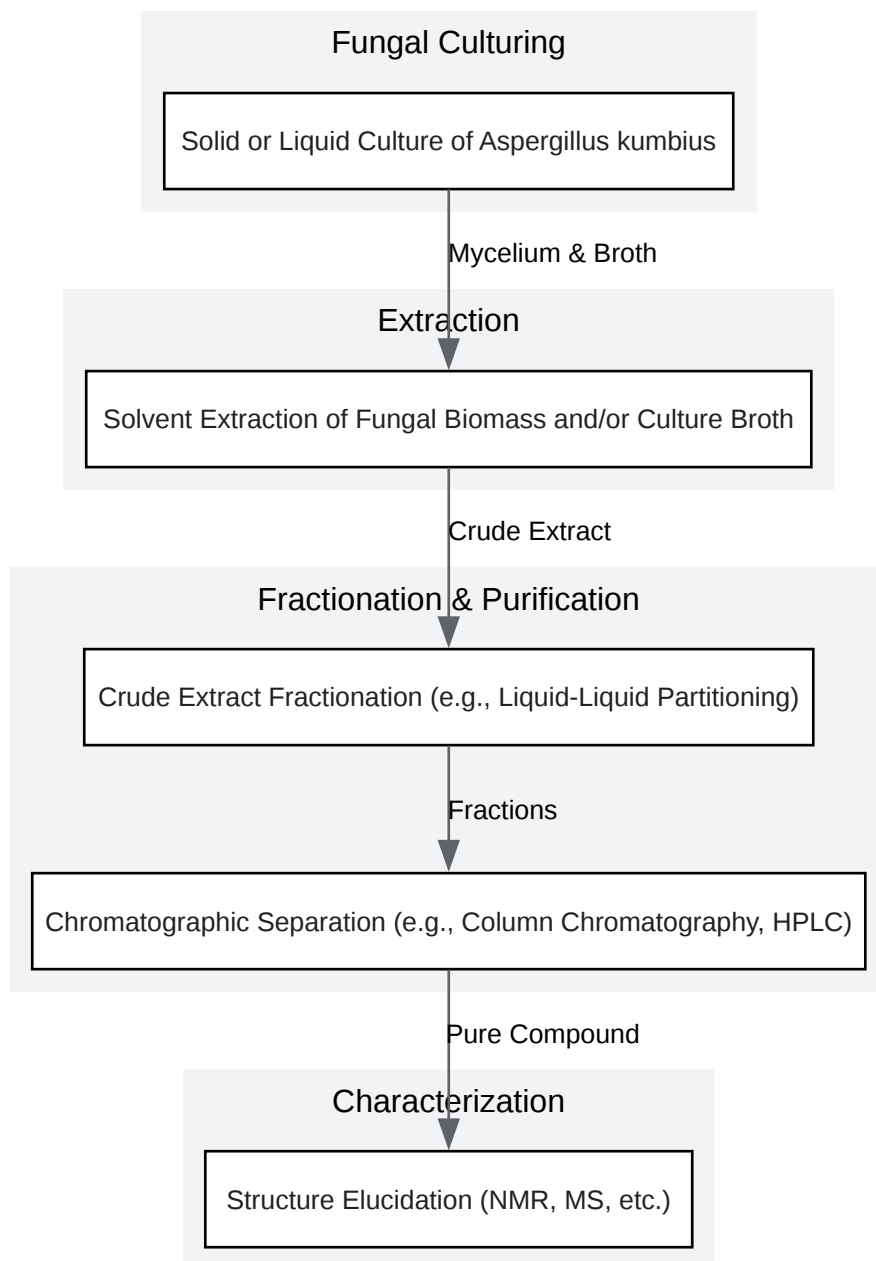 Fungal Culturing
Solid or Liquid Culture of Aspergillus kumbius
Mycelium & Broth
Extraction
Solvent Extraction of Fungal Biomass and/or Culture Broth
Crude Extract
Fractionation & Purification
Crude Extract Fractionation (e.g., Liquid-Liquid Partitioning)
Fractions
Chromatographic Separation (e.g., Column Chromatography, HPLC)
Pure Compound
Characterization
Structure Elucidation (NMR, MS, etc.)